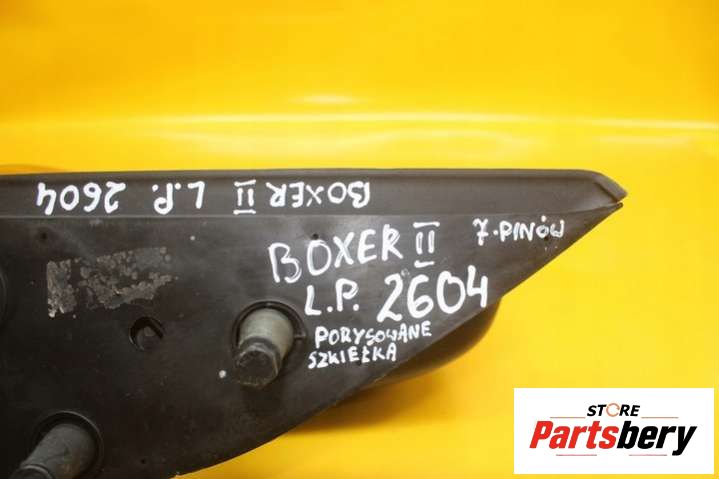 BOXER II L.P. 2604
BOXER II 7-PINÓW
L.P. 2604
PORYSOWANE
SZKIEŁKA
STORE
Partsbery